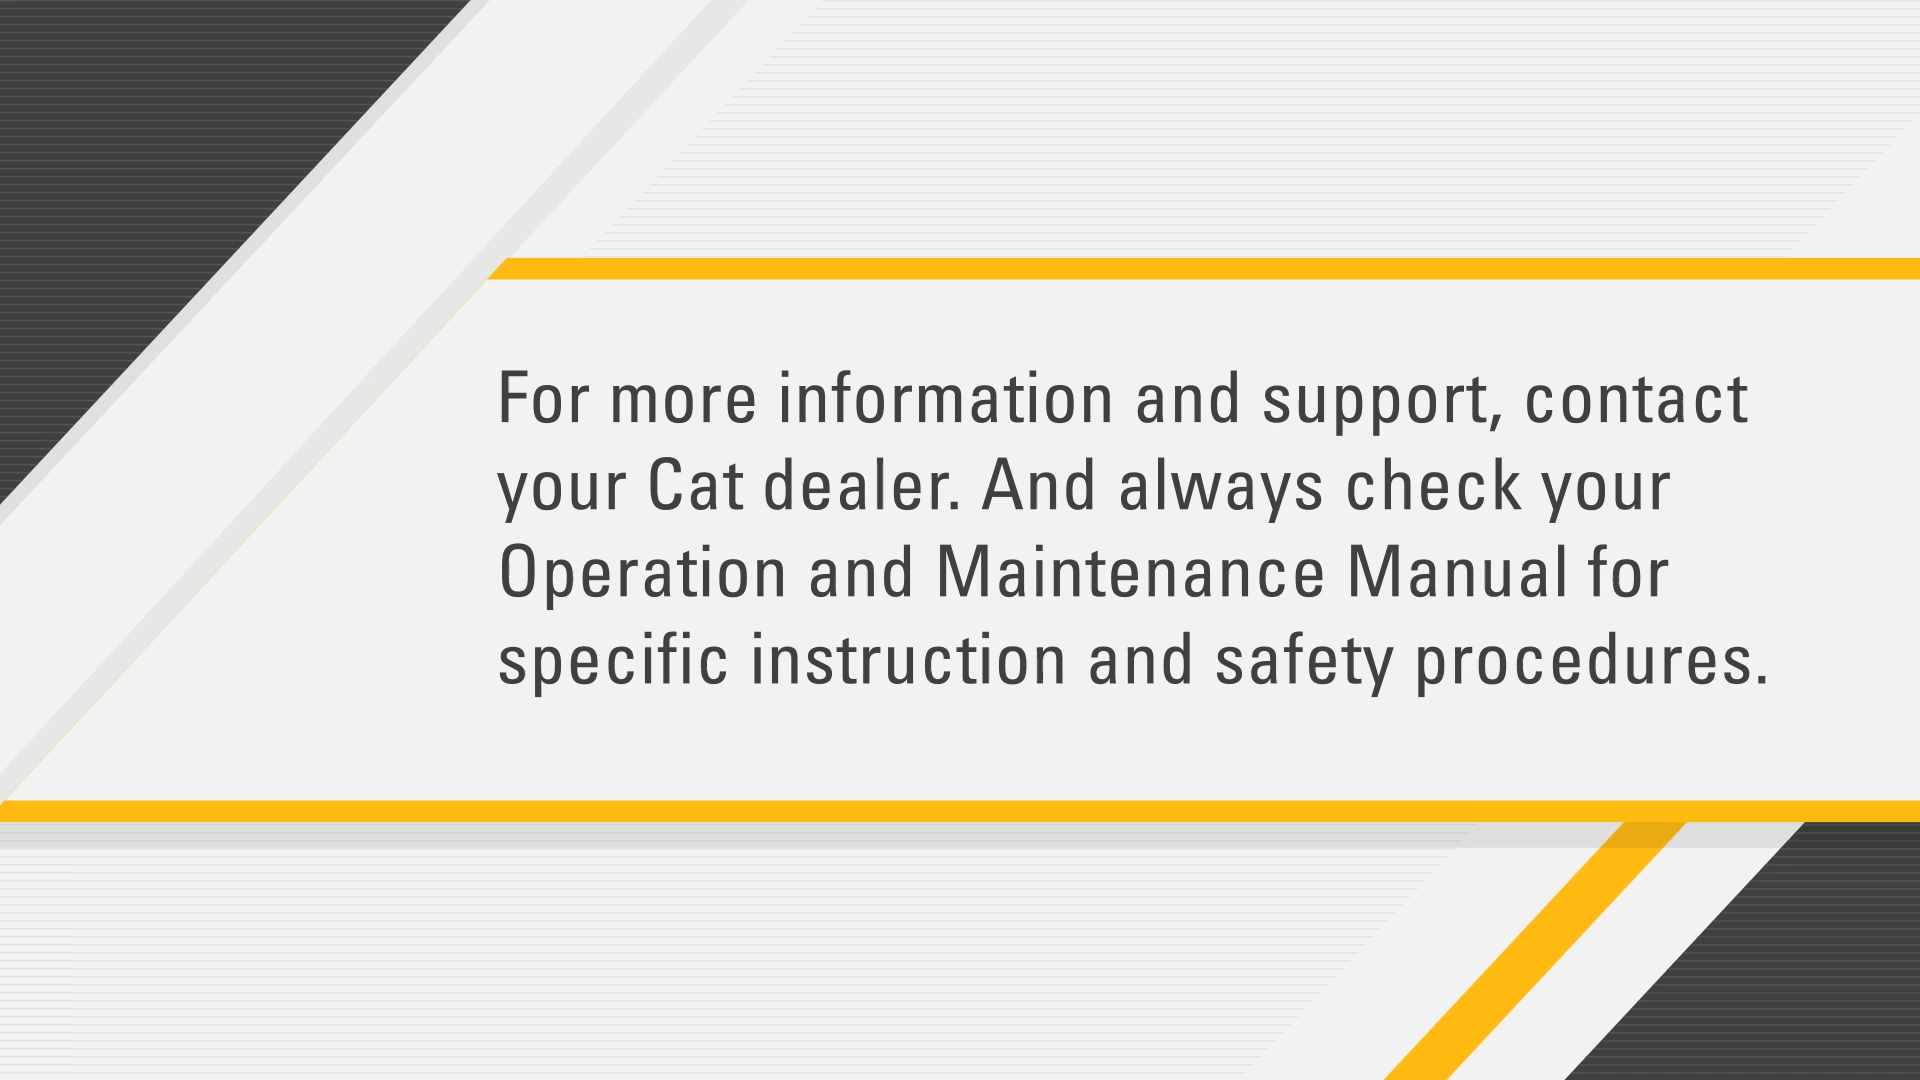 For more information and support, contact
your Cat dealer. And always check your
Operation and Maintenance Manual for
specific instruction and safety procedures.